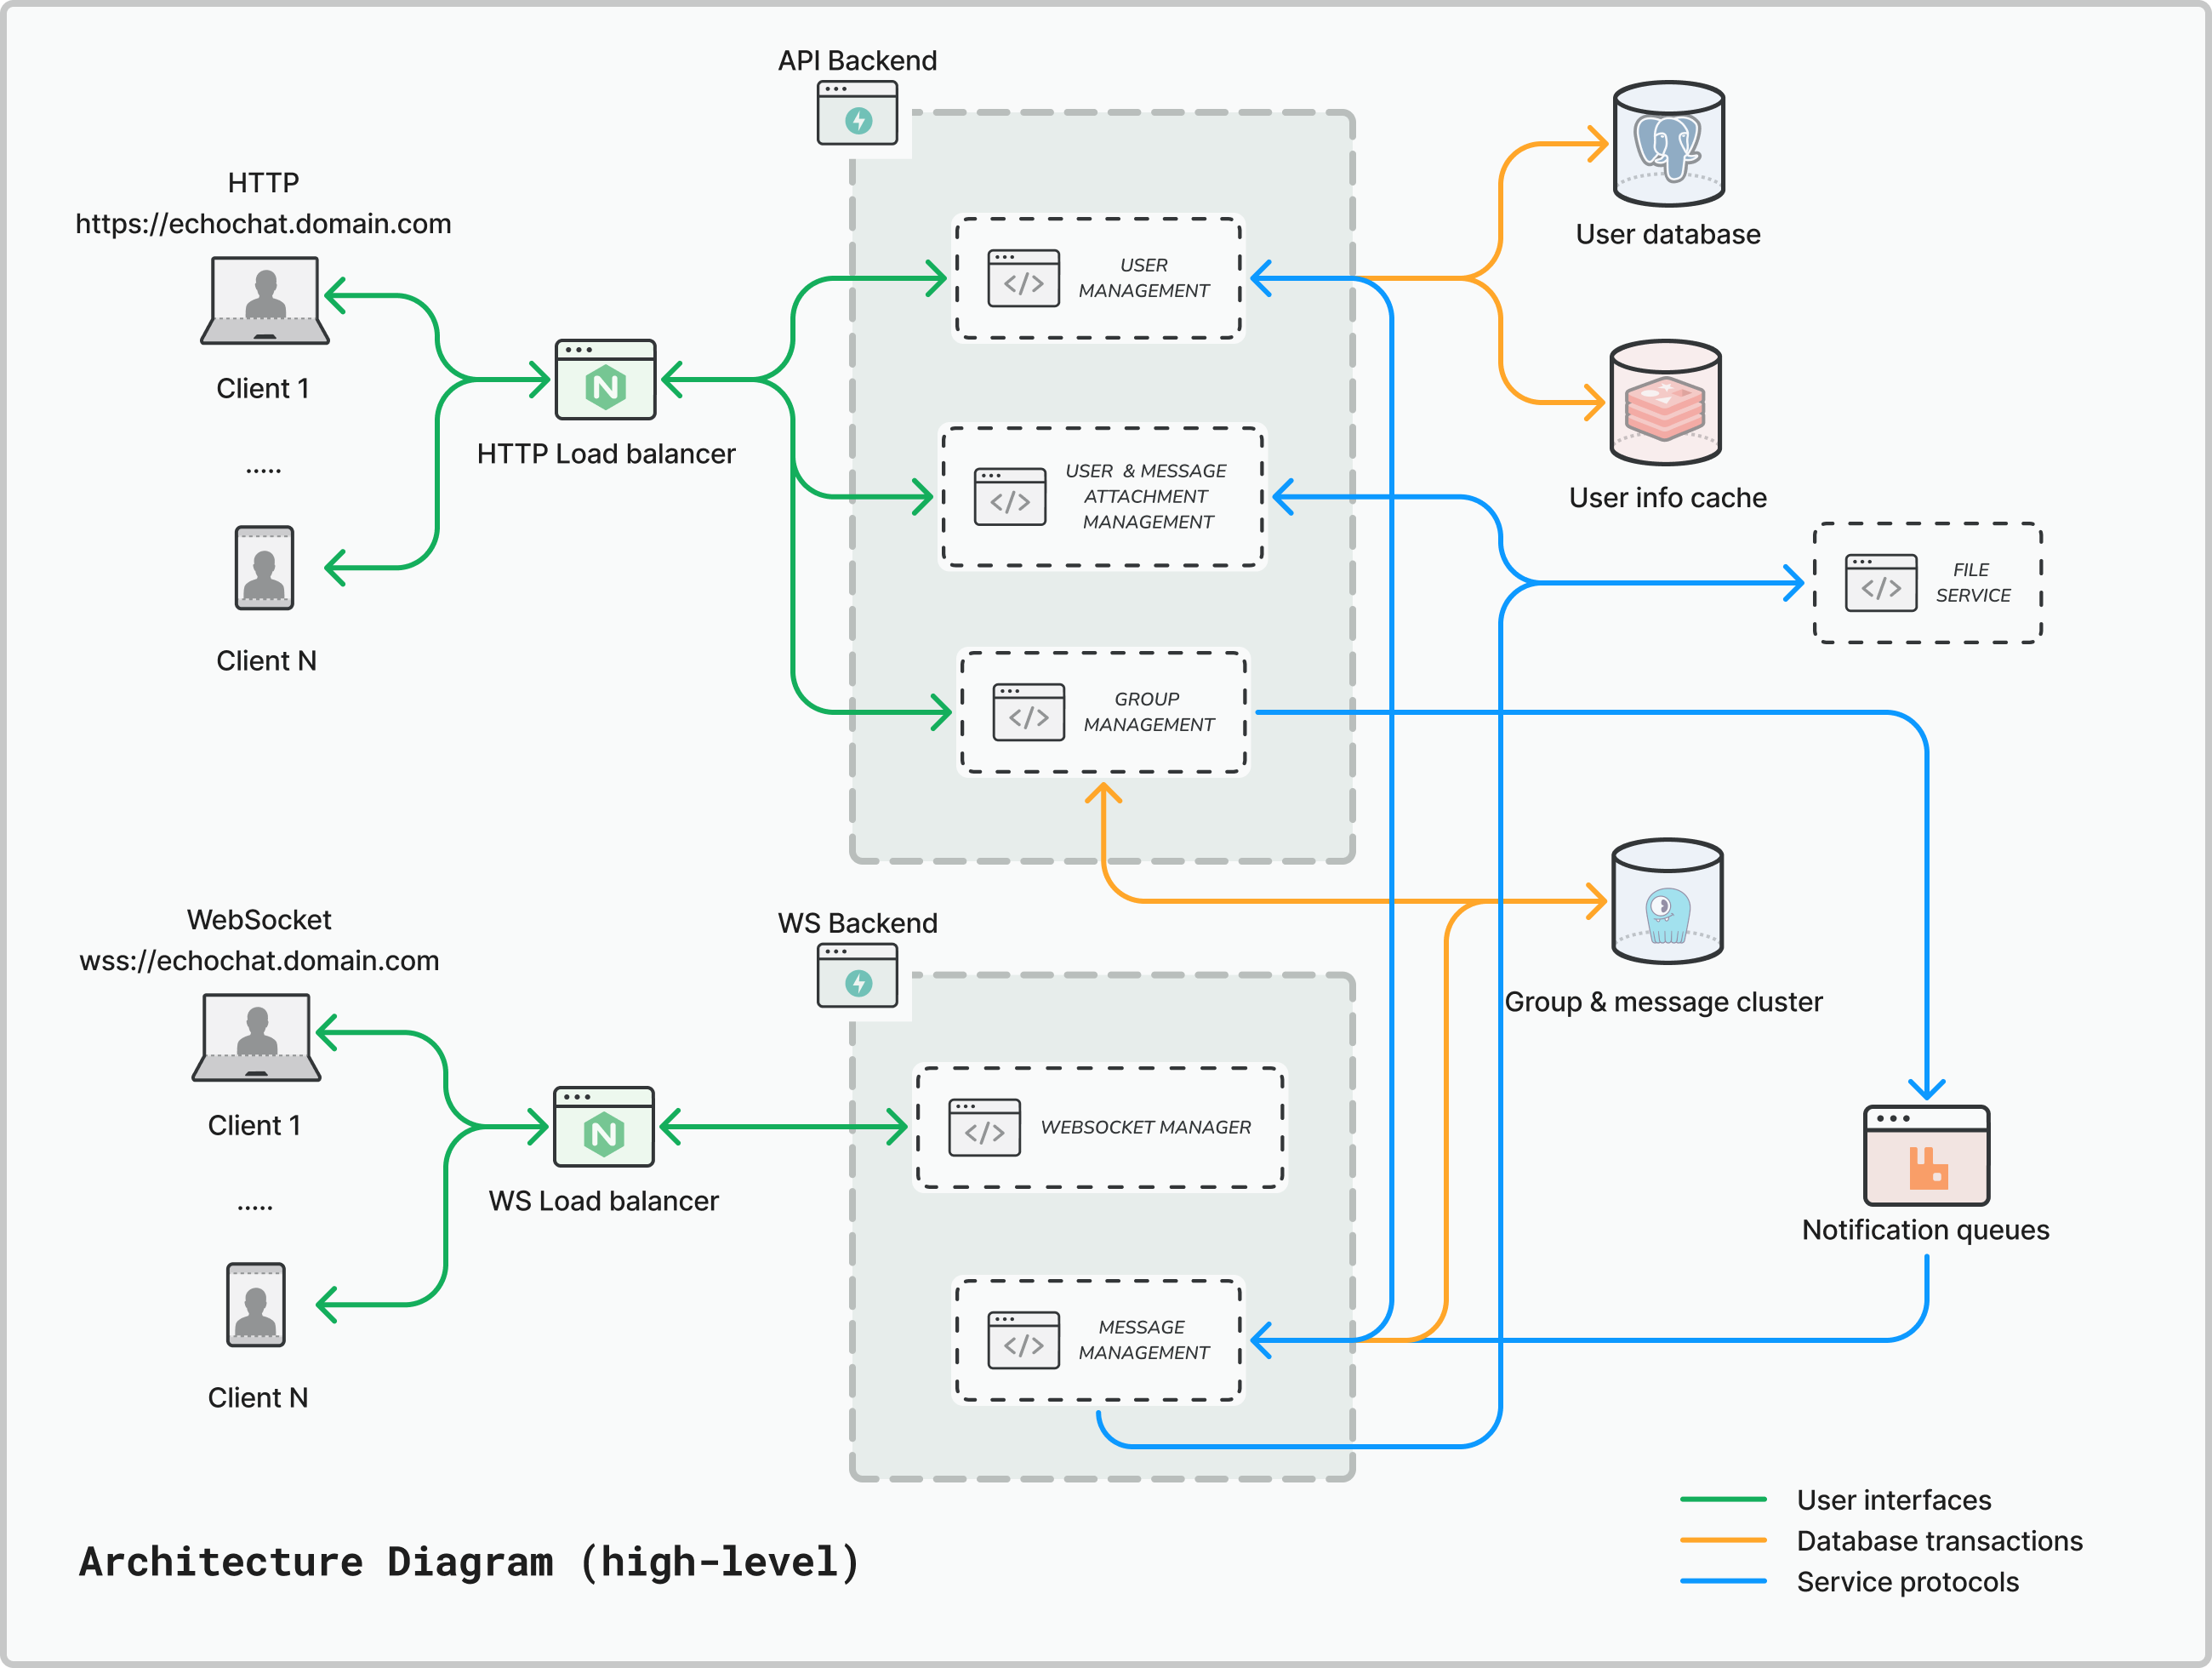 API Backend
HTTP
https://echochat.domain.com
Client 1
.....
Client N
HTTP Load balancer
USER
MANAGEMENT
USER & MESSAGE
ATTACHMENT
MANAGEMENT
GROUP
MANAGEMENT
User database
User info cache
FILE
SERVICE
WebSocket
wss://echochat.domain.com
Client 1
.....
Client N
WS Load balancer
WS Backend
WEBSOCKET MANAGER
MESSAGE
MANAGEMENT
Group & message cluster
Notification queues
User interfaces
Database transactions
Service protocols
Architecture Diagram (high-level)